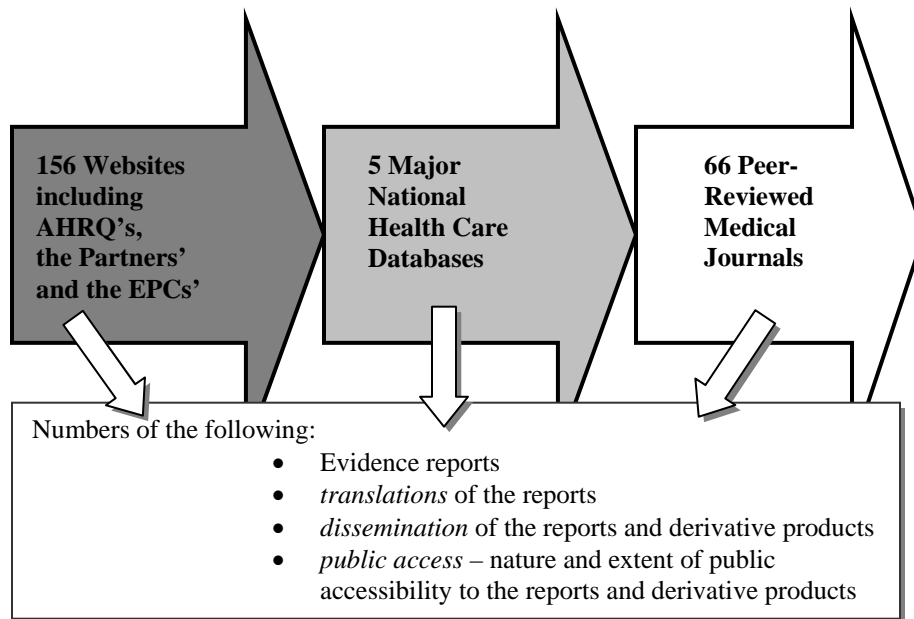 156 Websites
including
AHRQ’s,
the Partners’
and the EPCs’
5 Major
National
Health Care
Databases
66 Peer-
Reviewed
Medical
Journals
Numbers of the following:
• Evidence reports
• translations of the reports
• dissemination of the reports and derivative products
• public access – nature and extent of public
accessibility to the reports and derivative products